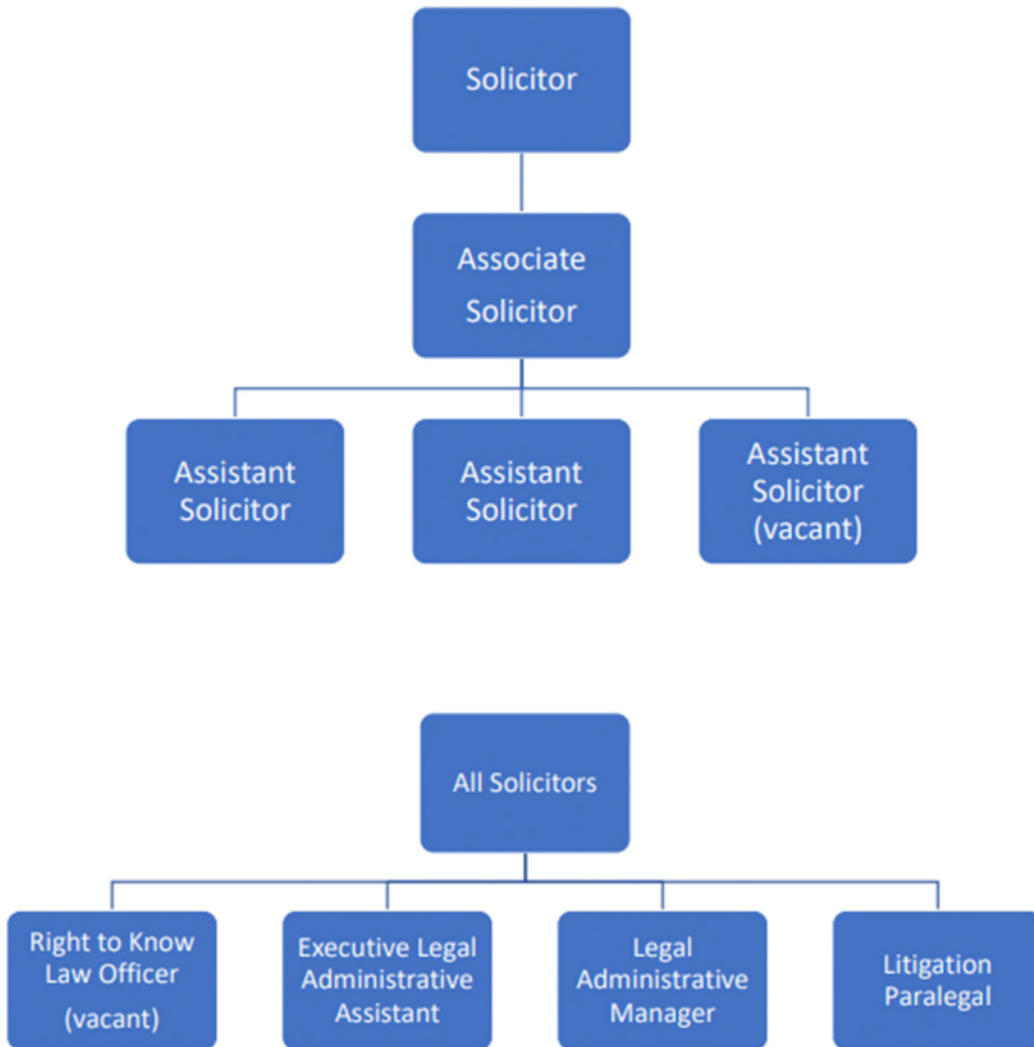 Solicitor
Associate
Solicitor
Assistant
Solicitor
Assistant
Solicitor
Assistant
Solicitor
(vacant)
All Solicitors
Right to Know
Law Officer
(vacant)
Executive Legal
Administrative
Assistant
Legal
Administrative
Manager
Litigation
Paralegal